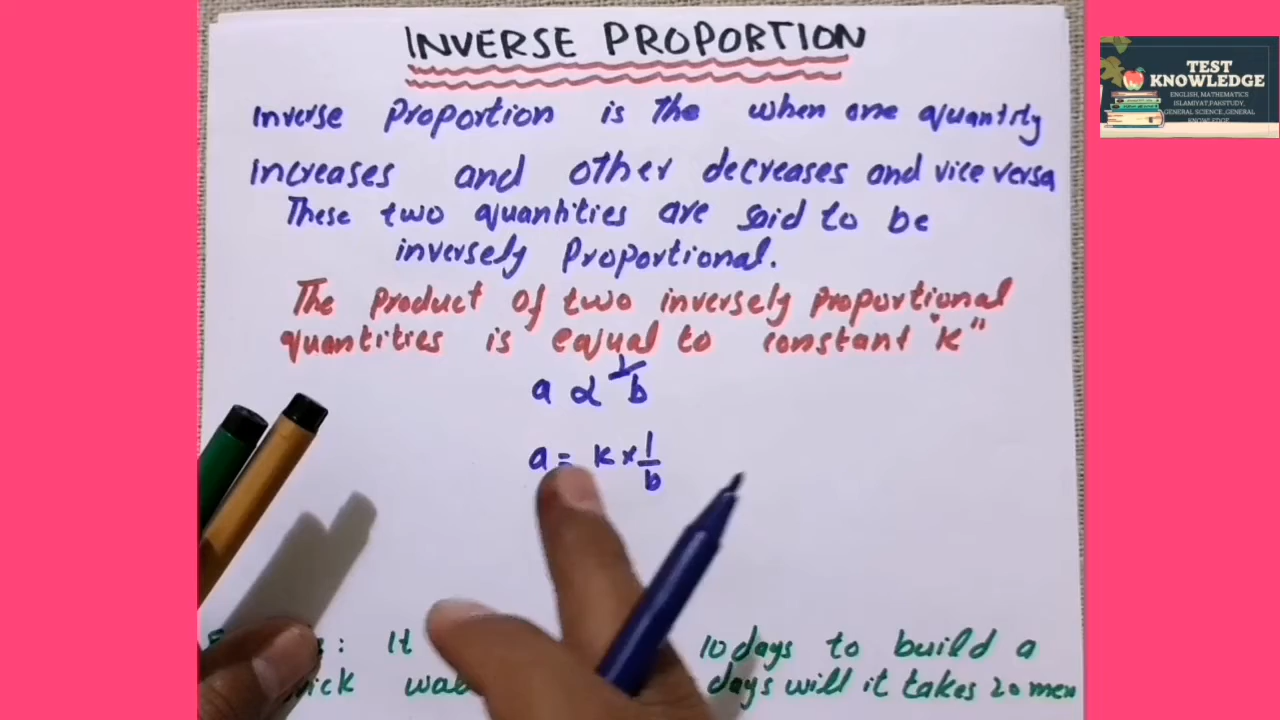 INVERSE PROPORTION
Inverse Proportion is the when one quantity
Increases and other decreases and vice versa
These two quantities are said to be
inversely Proportional.
The product of two inversely proportional
quantities is equal to constant "K"
a ∝ 1/b
a = k × 1/b
It 10 days to build a
days will it takes 20 men
TEST
KNOWLEDGE
ENGLISH, MATHEMATICS
ISLAMIYAT, PAKSTUDY,
GENERAL SCIENCE, GENERAL
KNOWLEDGE